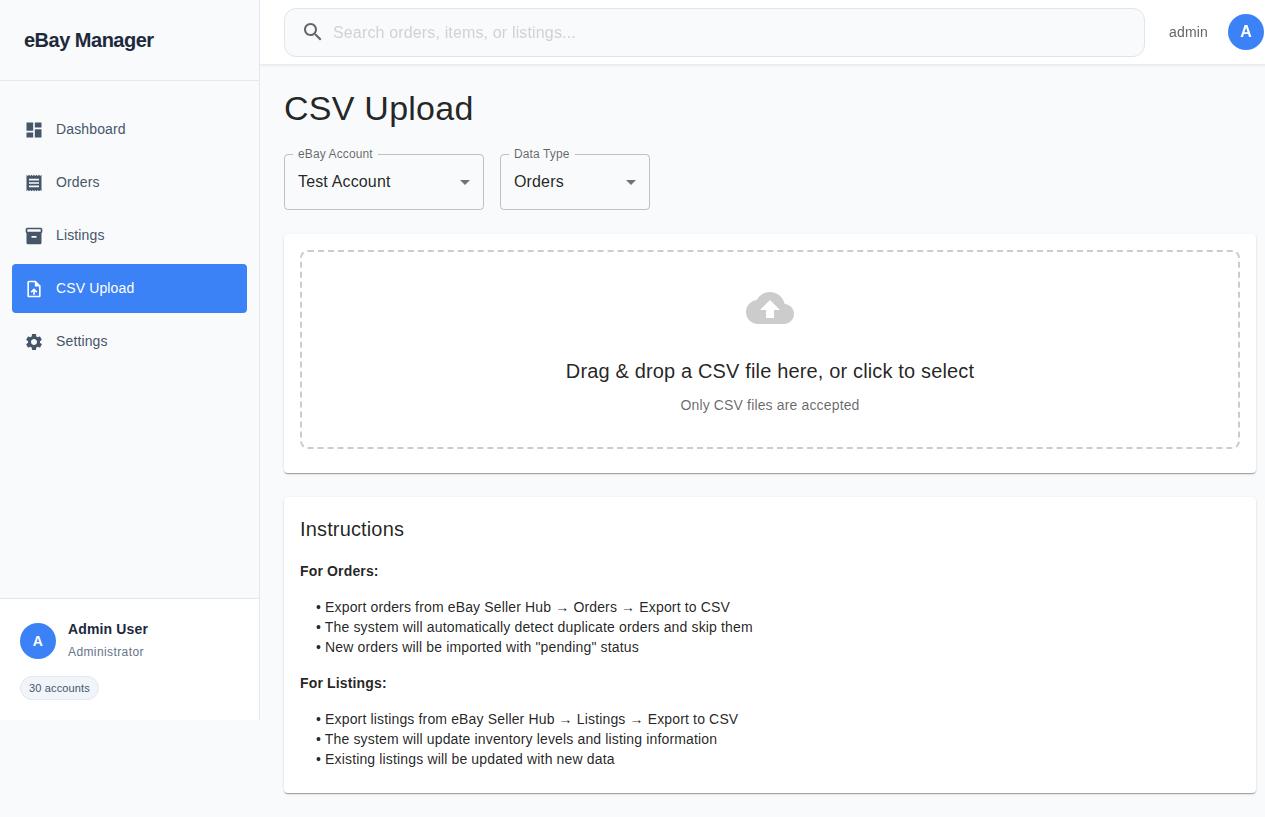 eBay Manager
Search orders, items, or listings...
admin
A
Dashboard
Orders
Listings
CSV Upload
Settings
Admin User
A
Administrator
30 accounts
CSV Upload
eBay Account
Test Account
Data Type
Orders
Drag & drop a CSV file here, or click to select
Only CSV files are accepted
Instructions
For Orders:
• Export orders from eBay Seller Hub → Orders → Export to CSV
• The system will automatically detect duplicate orders and skip them
• New orders will be imported with "pending" status
For Listings:
• Export listings from eBay Seller Hub → Listings → Export to CSV
• The system will update inventory levels and listing information
• Existing listings will be updated with new data